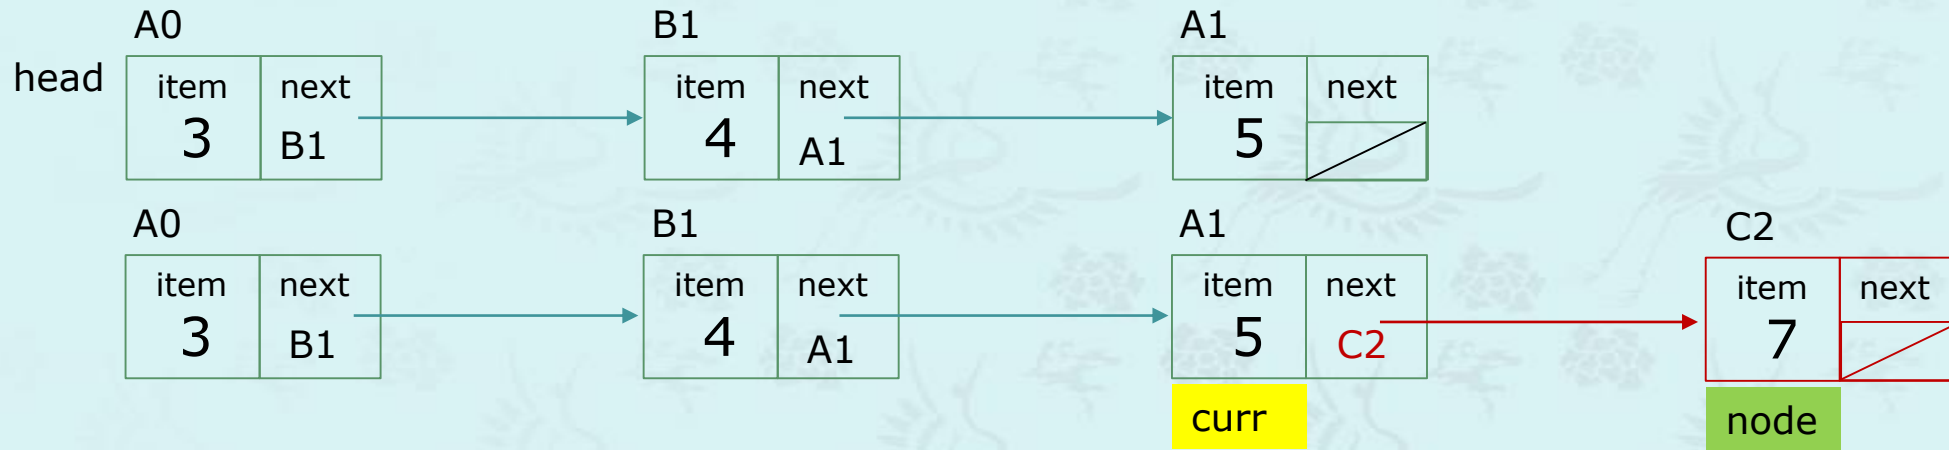 A0 B1 A1
head item next item next item next
3 B1 4 A1 5
A0 B1 A1 C2
item next item next item next item next
3 B1 4 A1 5 C2 7
curr node